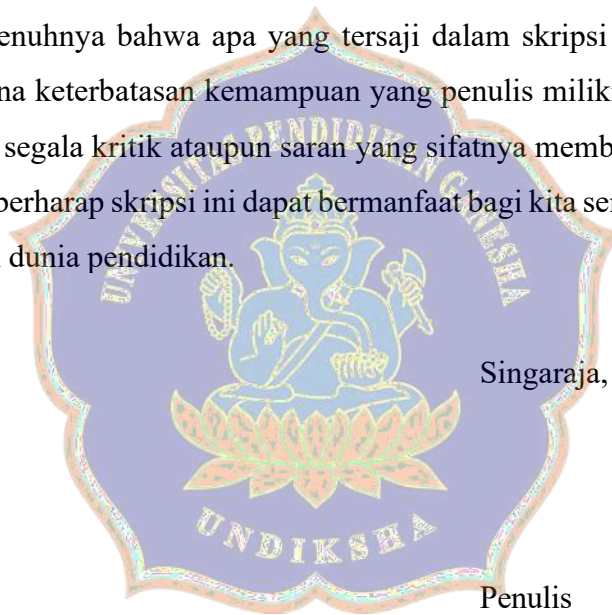 enuhnya bahwa apa yang tersaji dalam skripsi
na keterbatasan kemampuan yang penulis milik
segala kritik ataupun saran yang sifatnya memb
berharap skripsi ini dapat bermanfaat bagi kita se
dunia pendidikan.
UNIVERSITAS PENDIDIKAN GANESHA
Singaraja,
UNDIKSHA
Penulis